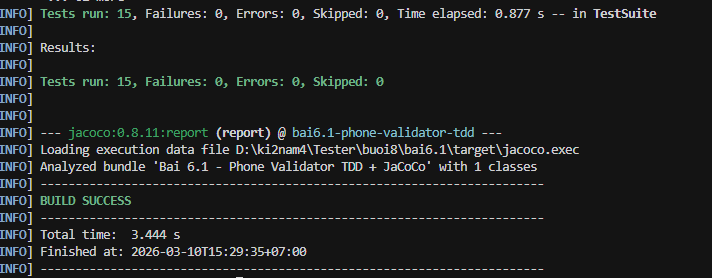 INFO] Tests run: 15, Failures: 0, Errors: 0, Skipped: 0, Time elapsed: 0.877 s -- in TestSuite
INFO]
INFO] Results:
INFO]
INFO] Tests run: 15, Failures: 0, Errors: 0, Skipped: 0
INFO]
INFO]
INFO] --- jacoco:0.8.11:report (report) @ bai6.1-phone-validator-tdd ---
INFO] Loading execution data file D:\ki2nam4\Tester\buoi8\bai6.1\target\jacoco.exec
INFO] Analyzed bundle 'Bai 6.1 - Phone Validator TDD + JaCoCo' with 1 classes
INFO] ------------------------------------------------------------------------
INFO] BUILD SUCCESS
INFO] ------------------------------------------------------------------------
INFO] Total time:  3.444 s
INFO] Finished at: 2026-03-10T15:29:35+07:00
INFO] ------------------------------------------------------------------------